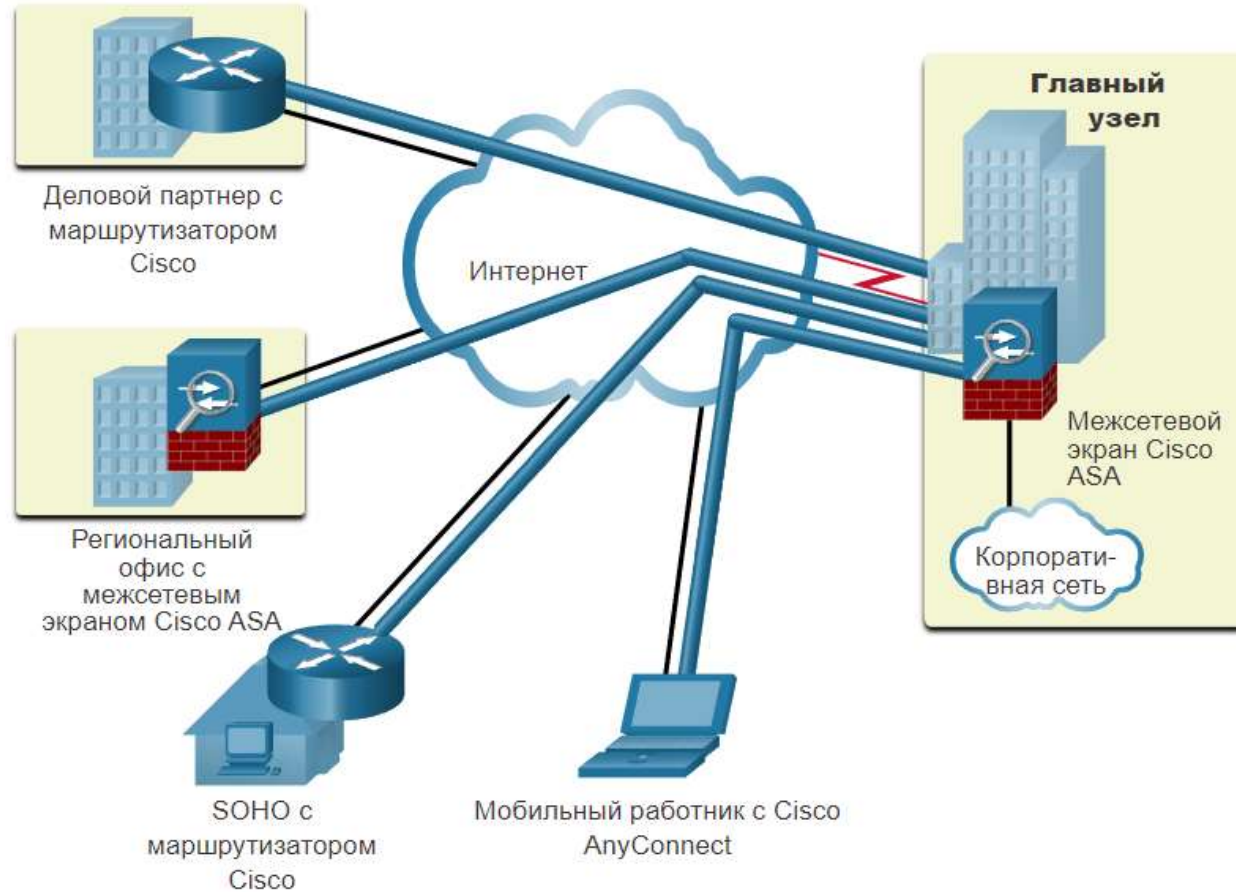 Главный
узел
Деловой партнер с
маршрутизатором
Cisco
Интернет
Межсетевой
экран Cisco
ASA
Региональный
офис с
межсетевым
экраном Cisco ASA
Корпорати-
вная сеть
SOHO с
маршрутизатором
Cisco
Мобильный работник с Cisco
AnyConnect